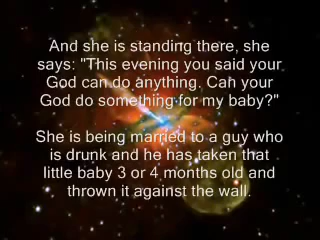 And she is standing there, she
says: "This evening you said your
God can do anything. Can your
God do something for my baby?"
She is being married to a guy who
is drunk and he has taken that
little baby 3 or 4 months old and
thrown it against the wall.